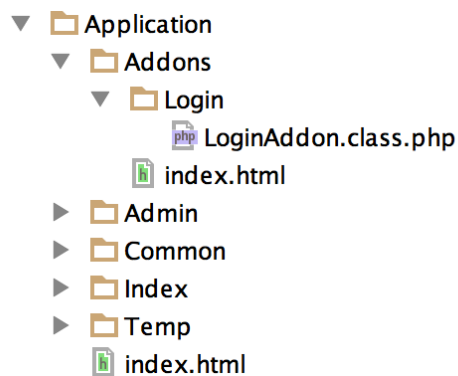 Application
Addons
Login
php LoginAddon.class.php
h index.html
Admin
Common
Index
Temp
h index.html